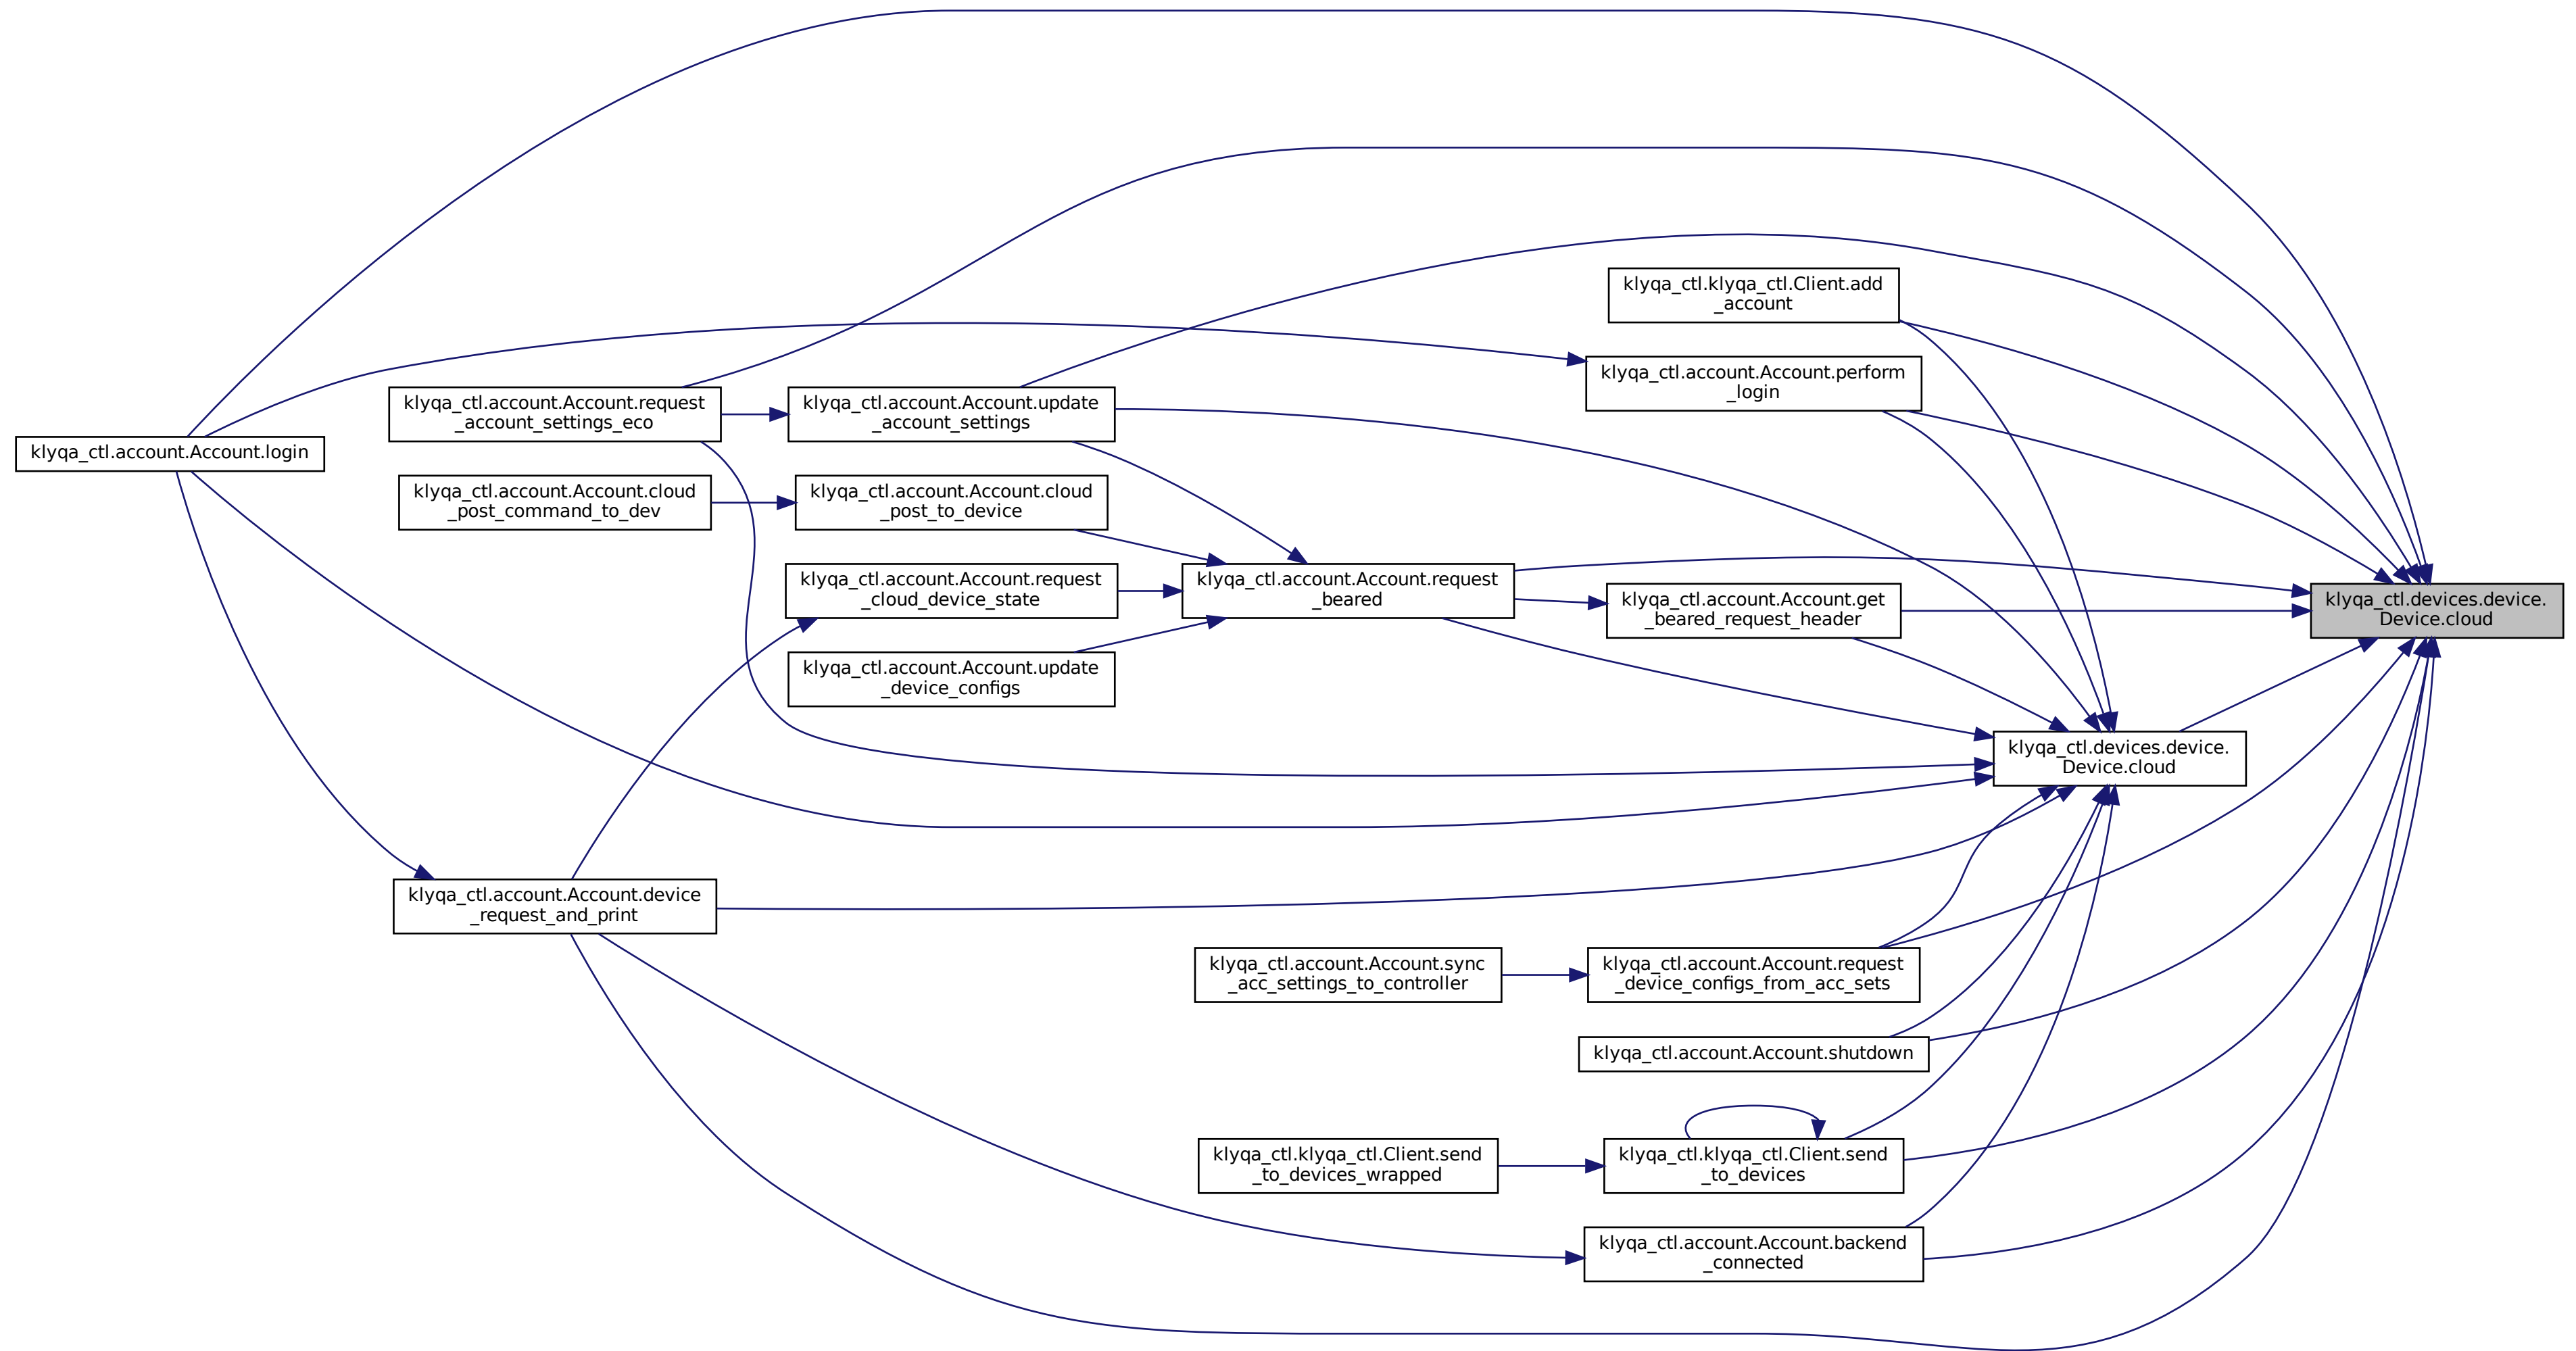 klyqa_ctl.klyqa_ctl.Client.add
_account
klyqa_ctl.account.Account.perform
_login
klyqa_ctl.account.Account.request
_account_settings_eco
klyqa_ctl.account.Account.update
_account_settings
klyqa_ctl.account.Account.login
klyqa_ctl.account.Account.cloud
_post_command_to_dev
klyqa_ctl.account.Account.cloud
_post_to_device
klyqa_ctl.account.Account.request
_cloud_device_state
klyqa_ctl.account.Account.request
_beared
klyqa_ctl.account.Account.get
_beared_request_header
klyqa_ctl.devices.device.
Device.cloud
klyqa_ctl.account.Account.update
_device_configs
klyqa_ctl.devices.device.
Device.cloud
klyqa_ctl.account.Account.device
_request_and_print
klyqa_ctl.account.Account.sync
_acc_settings_to_controller
klyqa_ctl.account.Account.request
_device_configs_from_acc_sets
klyqa_ctl.account.Account.shutdown
klyqa_ctl.klyqa_ctl.Client.send
_to_devices_wrapped
klyqa_ctl.klyqa_ctl.Client.send
_to_devices
klyqa_ctl.account.Account.backend
_connected